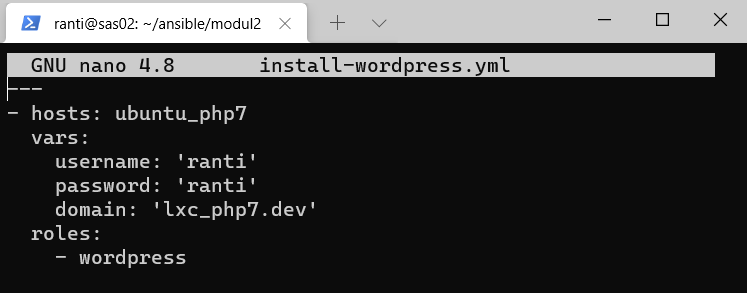 ranti@sas02: ~/ansible/modul2
GNU nano 4.8 install-wordpress.yml
---
- hosts: ubuntu_php7
  vars:
    username: 'ranti'
    password: 'ranti'
    domain: 'lxc_php7.dev'
  roles:
    - wordpress